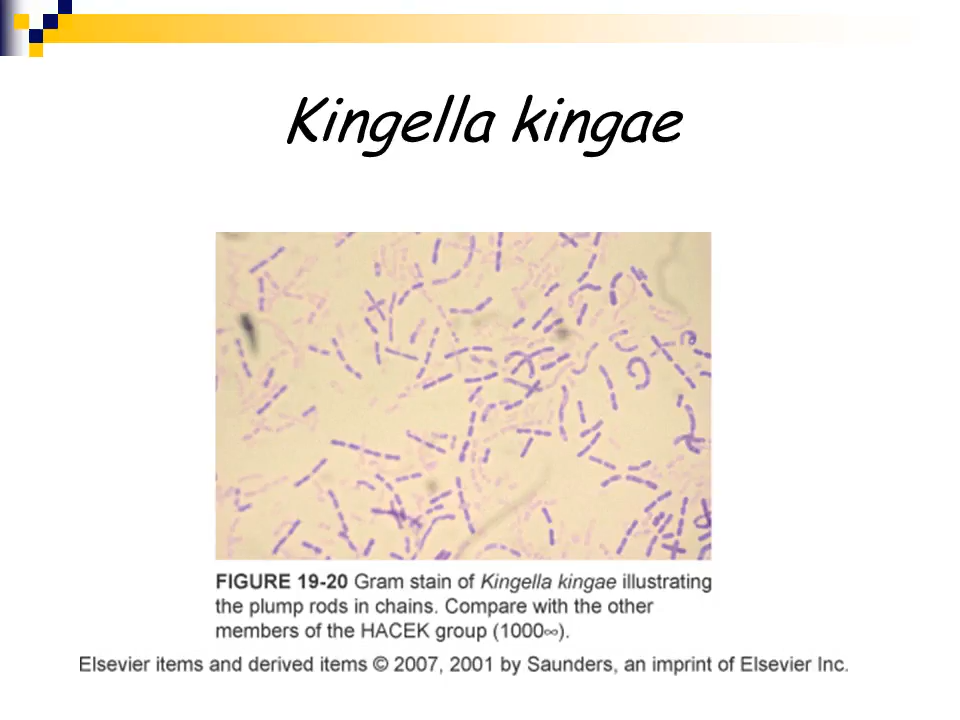 Kingella kingae
FIGURE 19-20 Gram stain of Kingella kingae illustrating
the plump rods in chains. Compare with the other
members of the HACEK group (1000∞).
Elsevier items and derived items © 2007, 2001 by Saunders, an imprint of Elsevier Inc.